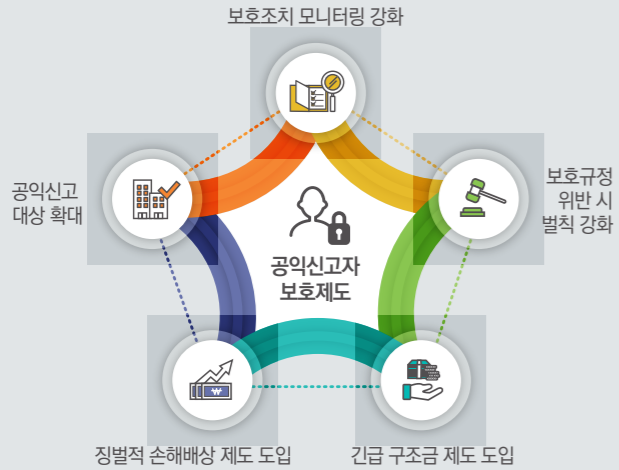 보호조치 모니터링 강화
공익신고
대상 확대
보호규정
위반 시
벌칙 강화
공익신고자
보호제도
징벌적 손해배상 제도 도입
긴급 구조금 제도 도입